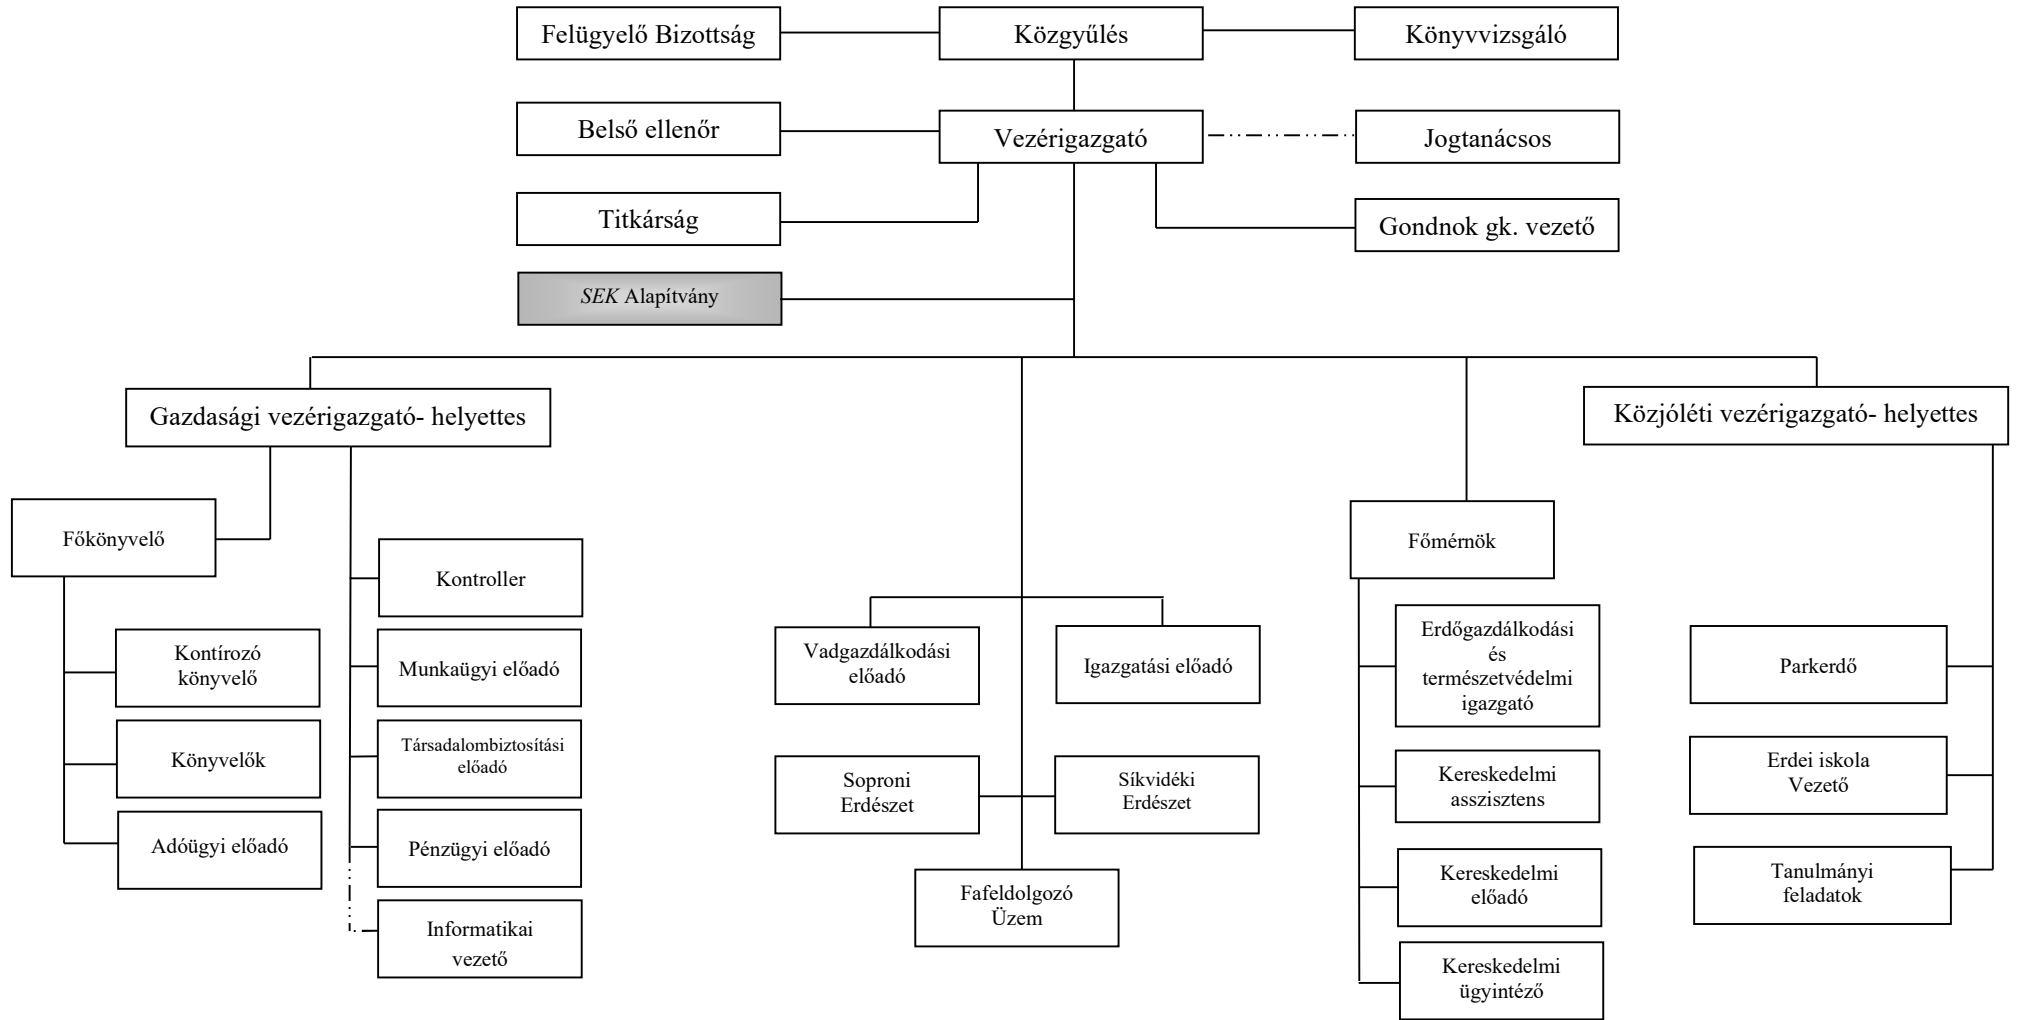 Felügyelő Bizottság
Közgyűlés
Könyvvizsgáló
Belső ellenőr
Vezérigazgató
Jogtanácsos
Titkárság
Gondnok gk. vezető
SEK Alapítvány
Gazdasági vezérigazgató- helyettes
Közjóléti vezérigazgató- helyettes
Főkönyvelő
Kontírozó
könyvelő
Könyvelők
Adóügyi előadó
Kontroller
Munkaügyi előadó
Társadalombiztosítási
előadó
Pénzügyi előadó
Informatikai
vezető
Vadgazdálkodási
előadó
Igazgatási előadó
Soproni
Erdészet
Síkvidéki
Erdészet
Fafeldolgozó
Üzem
Főmérnök
Erdőgazdálkodási
és
természetvédelmi
igazgató
Kereskedelmi
asszisztens
Kereskedelmi
előadó
Kereskedelmi
ügyintéző
Parkerdő
Erdei iskola
Vezető
Tanulmányi
feladatok